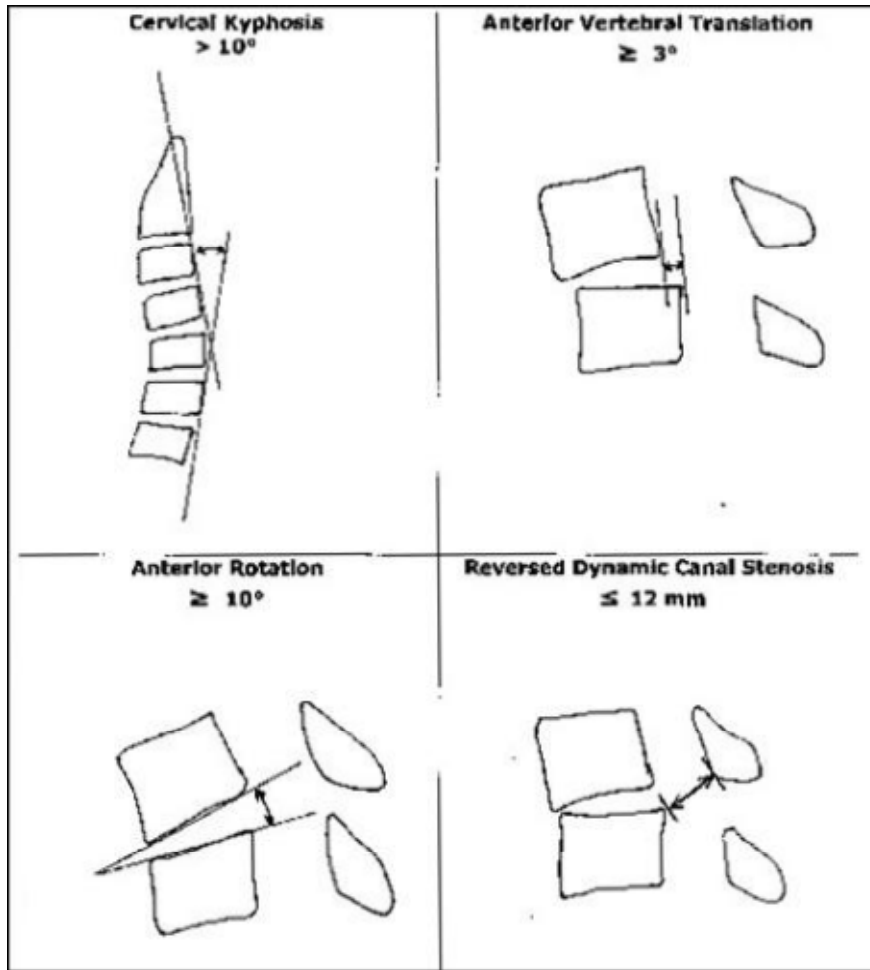 Cervical Kyphosis
> 10°
Anterior Vertebral Translation
≥ 3°
Anterior Rotation
≥ 10°
Reversed Dynamic Canal Stenosis
≤ 12 mm